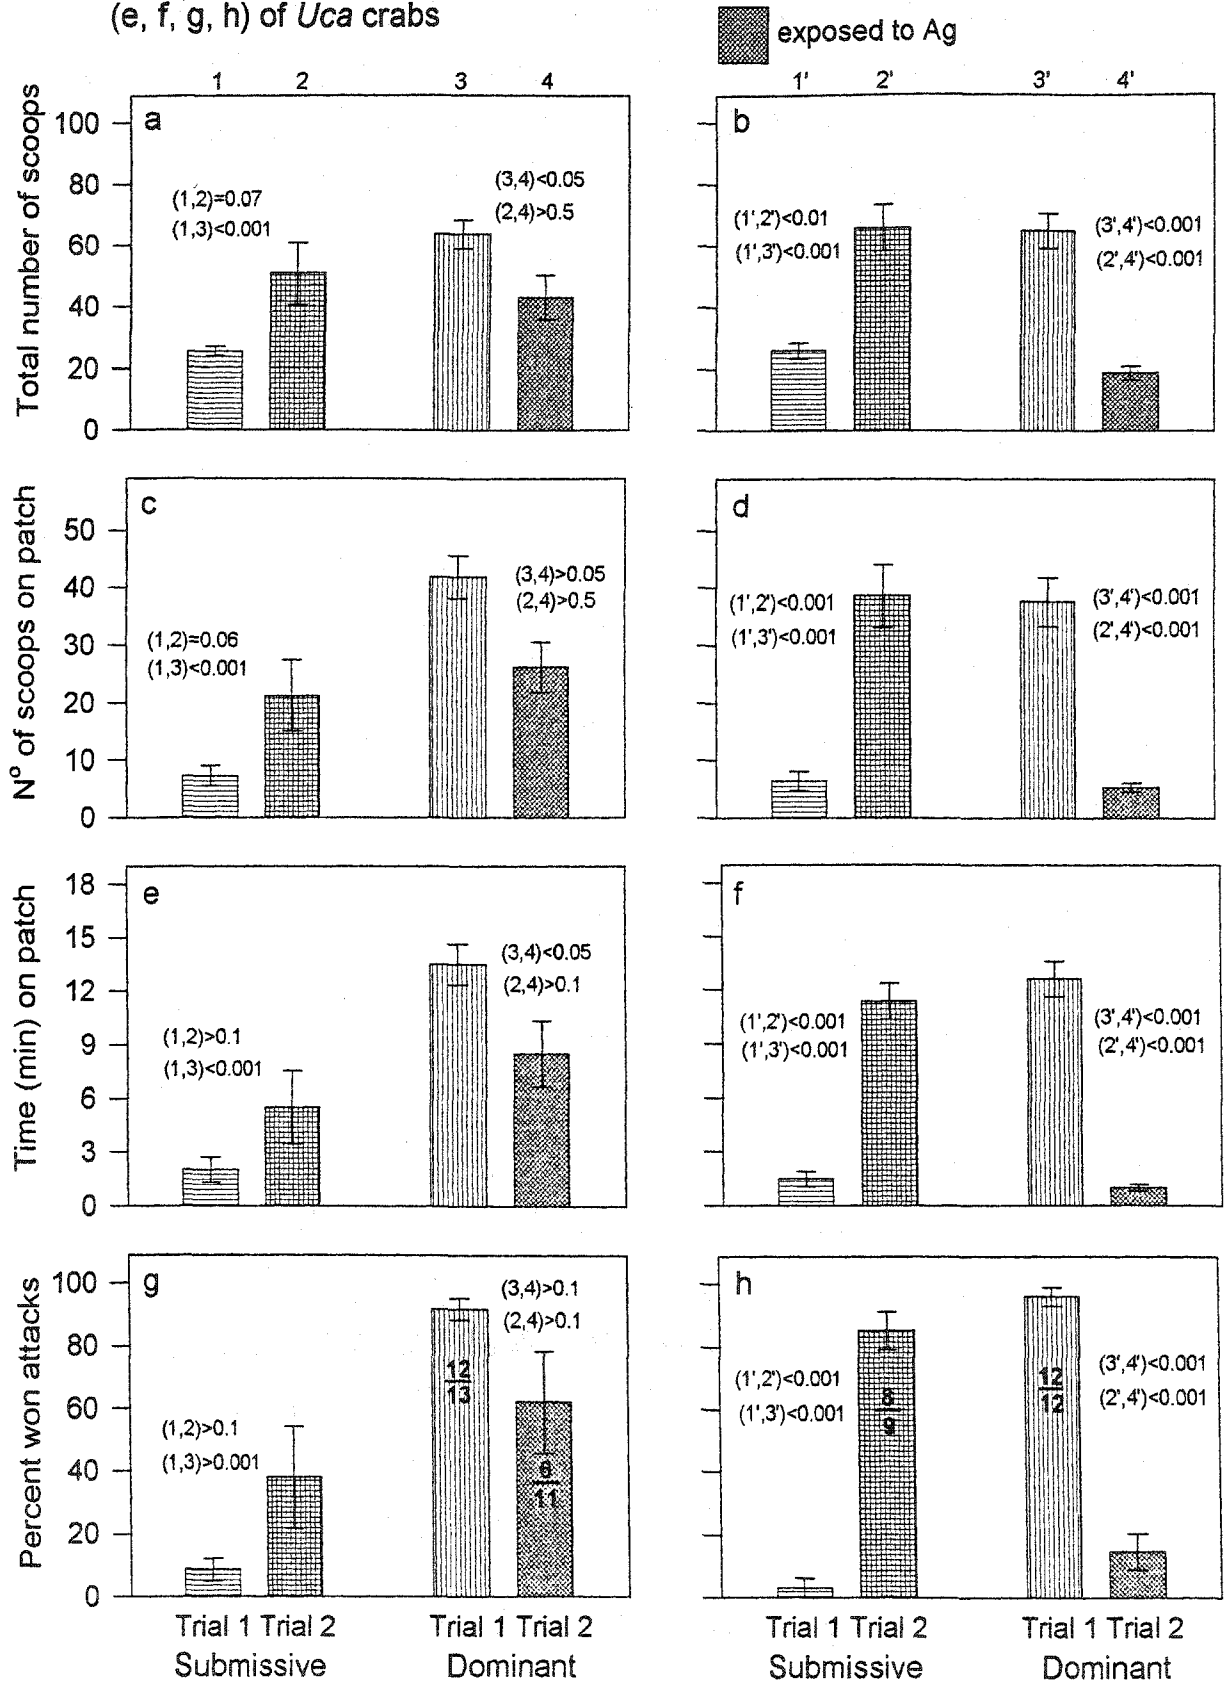 (e, f, g, h) of Uca crabs
exposed to Ag
1 2 3 4
1' 2' 3' 4'
Total number of scoops
100
80
60
40
20
0
a
(1,2)=0.07
(1,3)<0.001
(3,4)<0.05
(2,4)>0.5
b
(1',2')<0.01
(1',3')<0.001
(3',4')<0.001
(2',4')<0.001
Nº of scoops on patch
50
40
30
20
10
0
c
(1,2)=0.06
(1,3)<0.001
(3,4)>0.05
(2,4)>0.5
d
(1',2')<0.001
(1',3')<0.001
(3',4')<0.001
(2',4')<0.001
Time (min) on patch
18
15
12
9
6
3
0
e
(1,2)>0.1
(1,3)<0.001
(3,4)<0.05
(2,4)>0.1
f
(1',2')<0.001
(1',3')<0.001
(3',4')<0.001
(2',4')<0.001
Percent won attacks
100
80
60
40
20
0
g
(1,2)>0.1
(1,3)>0.001
12
13
(3,4)>0.1
(2,4)>0.1
6
11
h
(1',2')<0.001
(1',3')<0.001
8
9
12
12
(3',4')<0.001
(2',4')<0.001
Trial 1 Trial 2
Submissive
Trial 1 Trial 2
Dominant
Trial 1 Trial 2
Submissive
Trial 1 Trial 2
Dominant